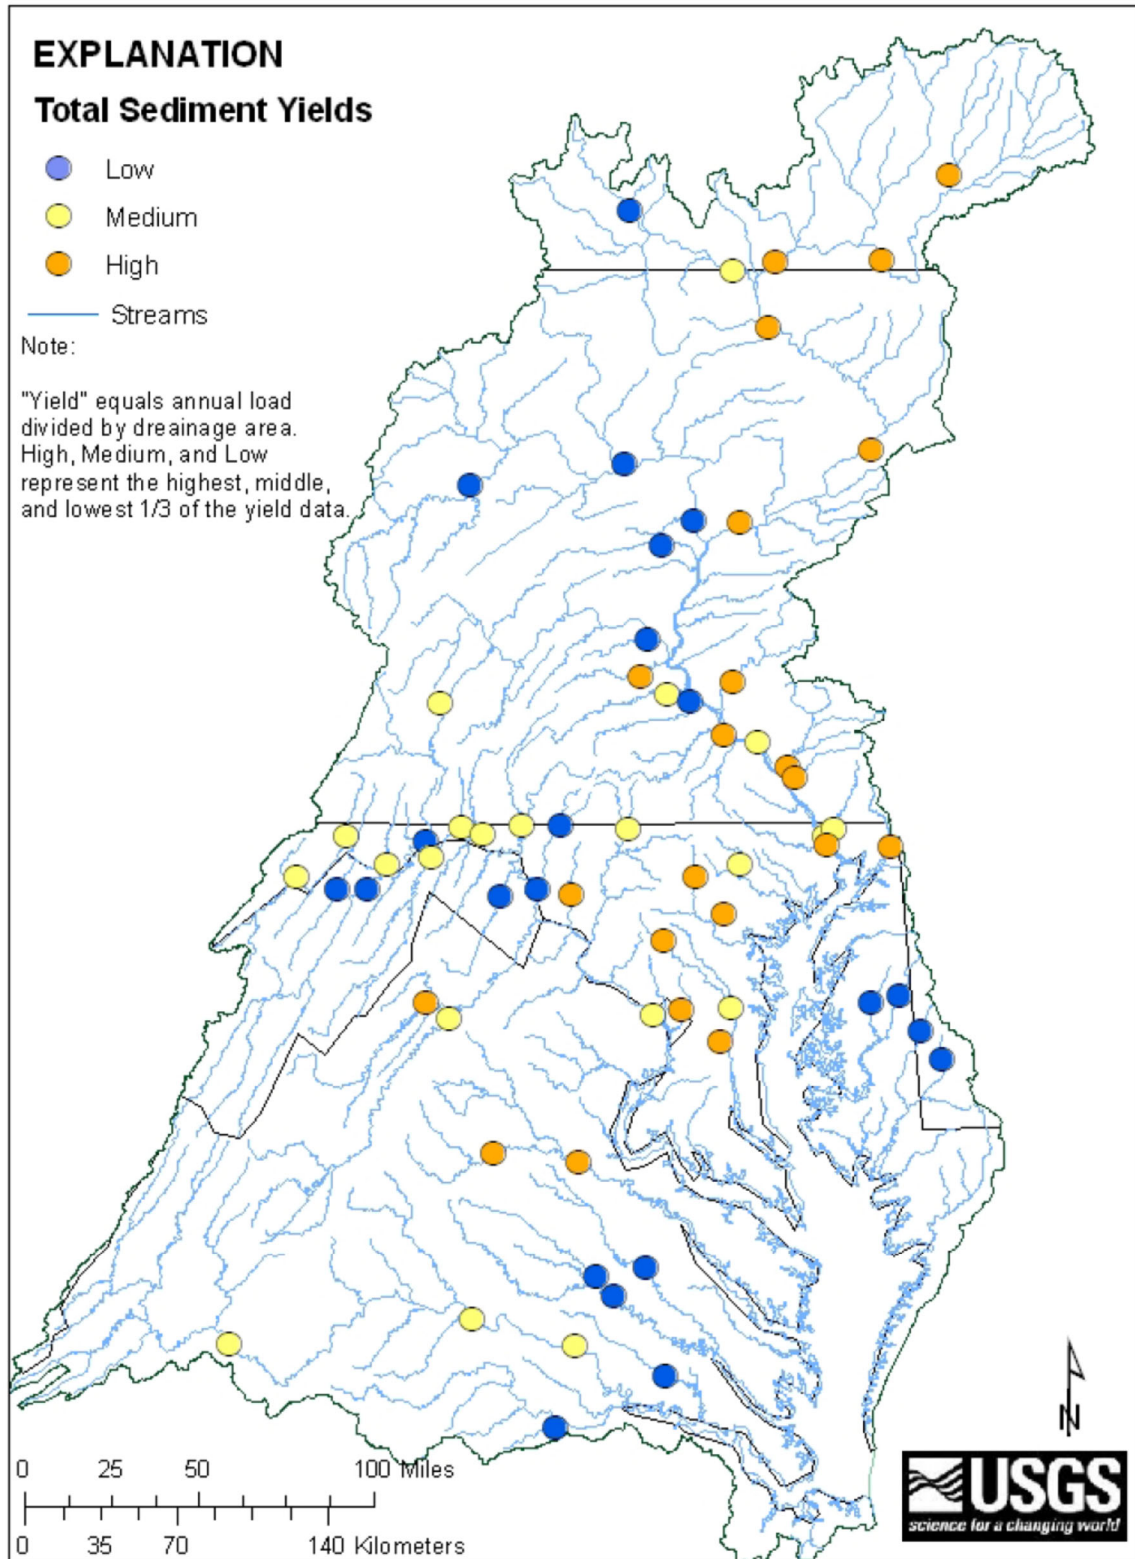 EXPLANATION
Total Sediment Yields
Low
Medium
High
Streams
Note:
"Yield" equals annual load
divided by dreainage area.
High, Medium, and Low
represent the highest, middle,
and lowest 1/3 of the yield data.
N
0 25 50 100 Miles
0 35 70 140 Kilometers
USGS
science for a changing world